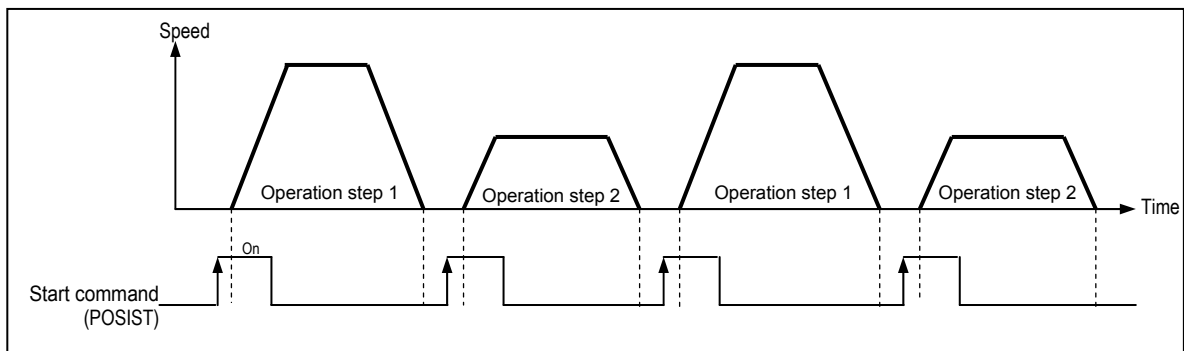 Speed
Operation step 1
Operation step 2
Operation step 1
Operation step 2
Time
On
Start command
(POSIST)